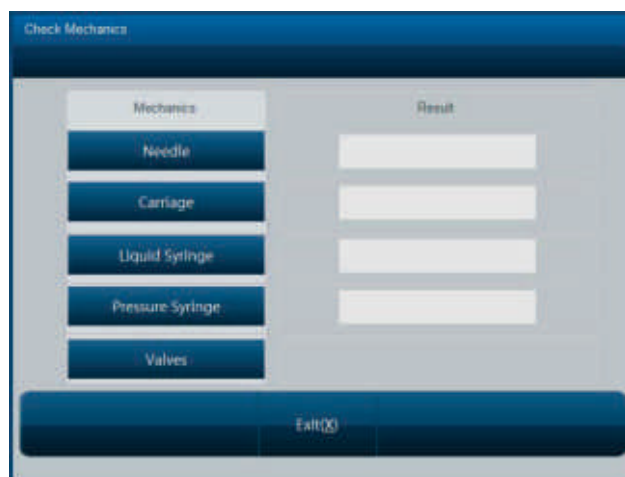 Check Mechanics
Mechanics Result
Needle
Carriage
Liquid Syringe
Pressure Syringe
Valves
Exit(X)